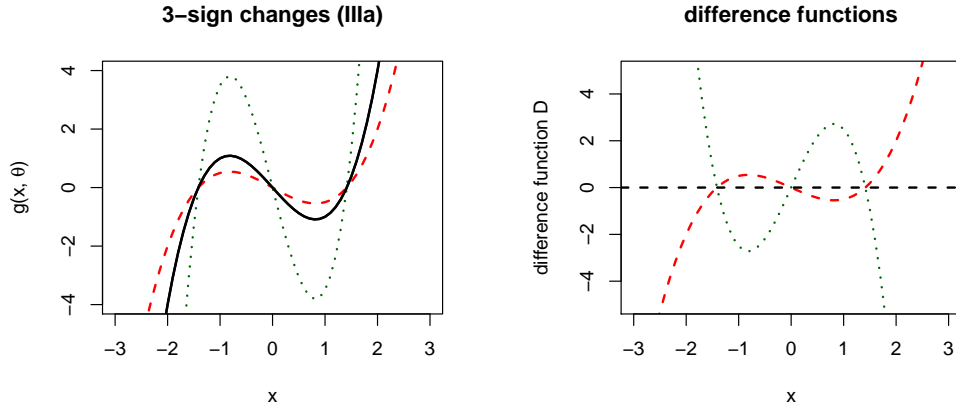 3−sign changes (IIIa)
g(x, θ)
4
2
0
−2
−4
−3 −2 −1 0 1 2 3
x
difference functions
difference function D
4
2
0
−2
−4
−3 −2 −1 0 1 2 3
x